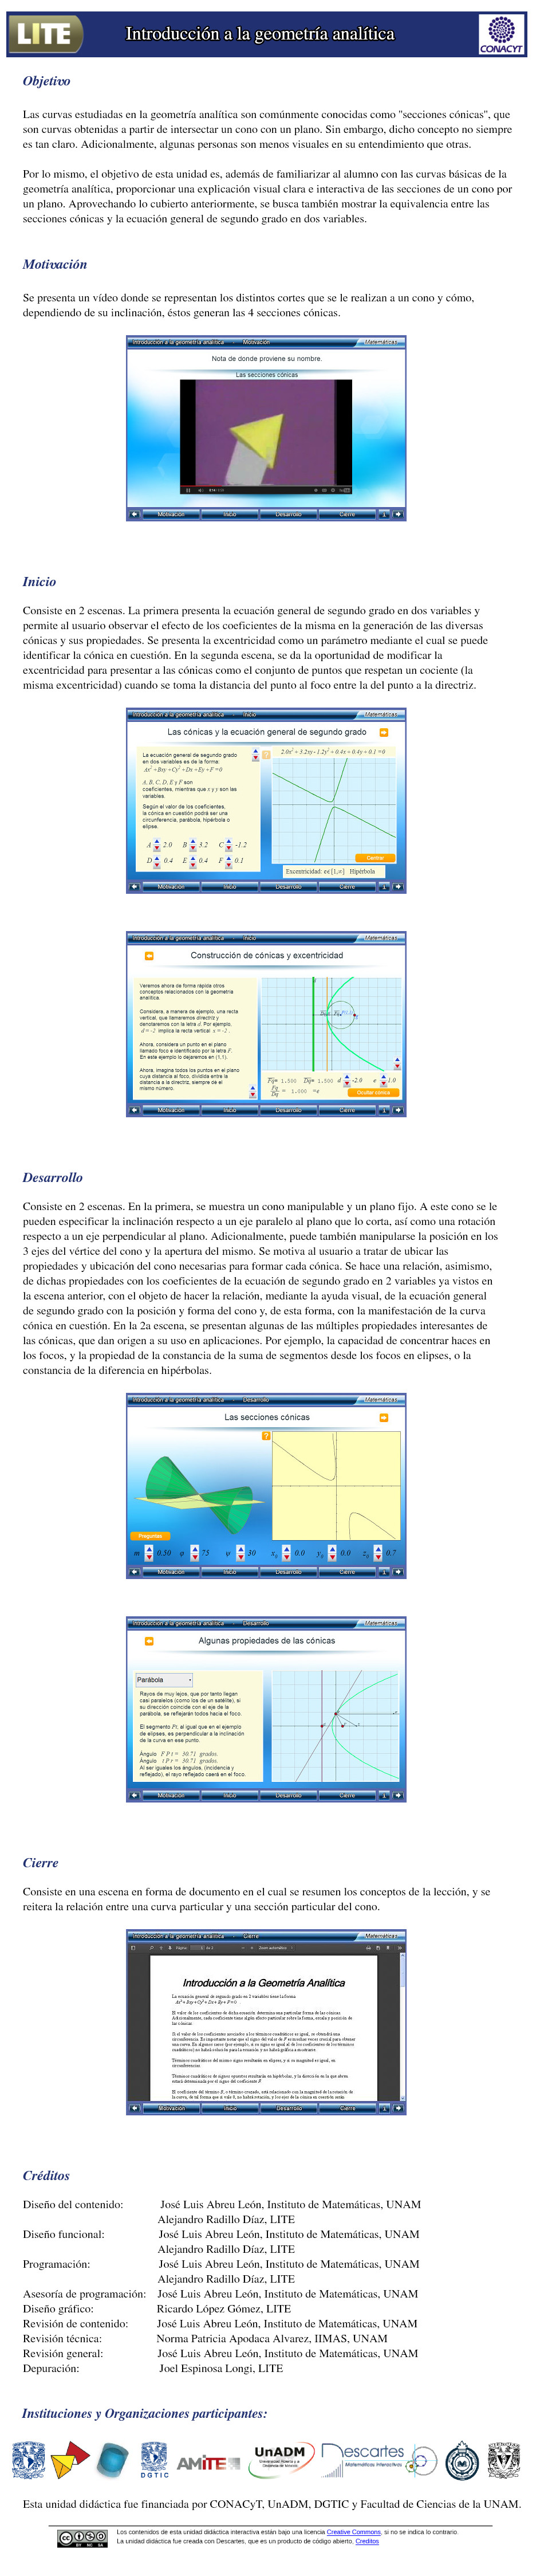 LITE
Introducción a la geometría analítica
CONACYT
Objetivo
Las curvas estudiadas en la geometría analítica son comúnmente conocidas como "secciones cónicas", que
son curvas obtenidas a partir de intersectar un cono con un plano. Sin embargo, dicho concepto no siempre
es tan claro. Adicionalmente, algunas personas son menos visuales en su entendimiento que otras.
Por lo mismo, el objetivo de esta unidad es, además de familiarizar al alumno con las curvas básicas de la
geometría analítica, proporcionar una explicación visual clara e interactiva de las secciones de un cono por
un plano. Aprovechando lo cubierto anteriormente, se busca también mostrar la equivalencia entre las
secciones cónicas y la ecuación general de segundo grado en dos variables.
Motivación
Se presenta un vídeo donde se representan los distintos cortes que se le realizan a un cono y cómo,
dependiendo de su inclinación, éstos generan las 4 secciones cónicas.
Introducción a la geometría analítica - Motivación Matemáticas
Nota de donde proviene su nombre.
Las secciones cónicas
Motivación Inicio Desarrollo Cierre 1
Inicio
Consiste en 2 escenas. La primera presenta la ecuación general de segundo grado en dos variables y
permite al usuario observar el efecto de los coeficientes de la misma en la generación de las diversas
cónicas y sus propiedades. Se presenta la excentricidad como un parámetro mediante el cual se puede
identificar la cónica en cuestión. En la segunda escena, se da la oportunidad de modificar la
excentricidad para presentar a las cónicas como el conjunto de puntos que respetan un cociente (la
misma excentricidad) cuando se toma la distancia del punto al foco entre la del punto a la directriz.
Introducción a la geometría analítica - Inicio Matemáticas
Las cónicas y la ecuación general de segundo grado
La ecuación general de segundo grado
en dos variables es de la forma:
Ax² +Bxy +Cy² +Dx +Ey +F =0
A, B, C, D, E y F son
coeficientes, mientras que x y y son las
variables.
Según el valor de los coeficientes,
la cónica en cuestión podrá ser una
circunferencia, parábola, hipérbola o
elipse.
A 2.0 B 3.2 C -1.2
D 0.4 E 0.4 F 0.1
?
2.0x² + 3.2xy - 1.2y² + 0.4x + 0.4y + 0.1 =0
Centrar
Excentricidad: e∈[1,∞] Hipérbola
Motivación Inicio Desarrollo Cierre 1
Introducción a la geometría analítica - Inicio Matemáticas
Construcción de cónicas y excentricidad
Veremos ahora de forma rápida otros
conceptos relacionados con la geometría
analítica.
Considera, a manera de ejemplo, una recta
vertical, que llamaremos directriz y
denotaremos con la letra d. Por ejemplo,
d = -2 implica la recta vertical x = -2 .
Ahora, considera un punto en el plano
llamado foco e identificado por la letra F.
En este ejemplo lo dejaremos en (1,1).
Ahora, imagina todos los puntos en el plano
cuya distancia al foco, dividida entre la
distancia a la directriz, siempre dé el
mismo número.
Fq= 1.500 Dq= 1.500 d -2.0 e 1.0
Fq/Dq = 1.000 =e
Ocultar cónica
Motivación Inicio Desarrollo Cierre 1
Desarrollo
Consiste en 2 escenas. En la primera, se muestra un cono manipulable y un plano fijo. A este cono se le
pueden especificar la inclinación respecto a un eje paralelo al plano que lo corta, así como una rotación
respecto a un eje perpendicular al plano. Adicionalmente, puede también manipularse la posición en los
3 ejes del vértice del cono y la apertura del mismo. Se motiva al usuario a tratar de ubicar las
propiedades y ubicación del cono necesarias para formar cada cónica. Se hace una relación, asimismo,
de dichas propiedades con los coeficientes de la ecuación de segundo grado en 2 variables ya vistos en
la escena anterior, con el objeto de hacer la relación, mediante la ayuda visual, de la ecuación general
de segundo grado con la posición y forma del cono y, de esta forma, con la manifestación de la curva
cónica en cuestión. En la 2a escena, se presentan algunas de las múltiples propiedades interesantes de
las cónicas, que dan origen a su uso en aplicaciones. Por ejemplo, la capacidad de concentrar haces en
los focos, y la propiedad de la constancia de la suma de segmentos desde los focos en elipses, o la
constancia de la diferencia en hipérbolas.
Introducción a la geometría analítica - Desarrollo Matemáticas
Las secciones cónicas
?
Preguntas
m 0.50 φ 75 ψ 30 x₀ 0.0 y₀ 0.0 z₀ 0.7
Motivación Inicio Desarrollo Cierre 1
Introducción a la geometría analítica - Desarrollo Matemáticas
Algunas propiedades de las cónicas
Parábola
Rayos de muy lejos, que por tanto llegan
casi paralelos (como los de un satélite), si
su dirección coincide con el eje de la
parábola, se reflejarán todos hacia el foco.
El segmento Pt, al igual que en el ejemplo
de elipses, es perpendicular a la inclinación
de la curva en ese punto.
Ángulo F P t = 30.71 grados.
Ángulo t P r = 30.71 grados.
Al ser iguales los ángulos, (incidencia y
reflejado), el rayo reflejado caerá en el foco.
Motivación Inicio Desarrollo Cierre 1
Cierre
Consiste en una escena en forma de documento en el cual se resumen los conceptos de la lección, y se
reitera la relación entre una curva particular y una sección particular del cono.
Introducción a la geometría analítica - Cierre Matemáticas
Introducción a la Geometría Analítica
La ecuación general de segundo grado en 2 variables tiene la forma
Ax²+Bxy+Cy²+Dx+Ey+F=0
Motivación Inicio Desarrollo Cierre 1
Créditos
Diseño del contenido: José Luis Abreu León, Instituto de Matemáticas, UNAM
Alejandro Radillo Díaz, LITE
Diseño funcional: José Luis Abreu León, Instituto de Matemáticas, UNAM
Alejandro Radillo Díaz, LITE
Programación: José Luis Abreu León, Instituto de Matemáticas, UNAM
Alejandro Radillo Díaz, LITE
Asesoría de programación: José Luis Abreu León, Instituto de Matemáticas, UNAM
Diseño gráfico: Ricardo López Gómez, LITE
Revisión de contenido: José Luis Abreu León, Instituto de Matemáticas, UNAM
Revisión técnica: Norma Patricia Apodaca Alvarez, IIMAS, UNAM
Revisión general: José Luis Abreu León, Instituto de Matemáticas, UNAM
Depuración: Joel Espinosa Longi, LITE
Instituciones y Organizaciones participantes:
DGTIC
AMITE
UnADM
Descartes
Matemáticas Interactivas
Esta unidad didáctica fue financiada por CONACyT, UnADM, DGTIC y Facultad de Ciencias de la UNAM.
Los contenidos de esta unidad didáctica interactiva están bajo una licencia Creative Commons, si no se indica lo contrario.
La unidad didáctica fue creada con Descartes, que es un producto de código abierto, Creditos
CC BY NC SA